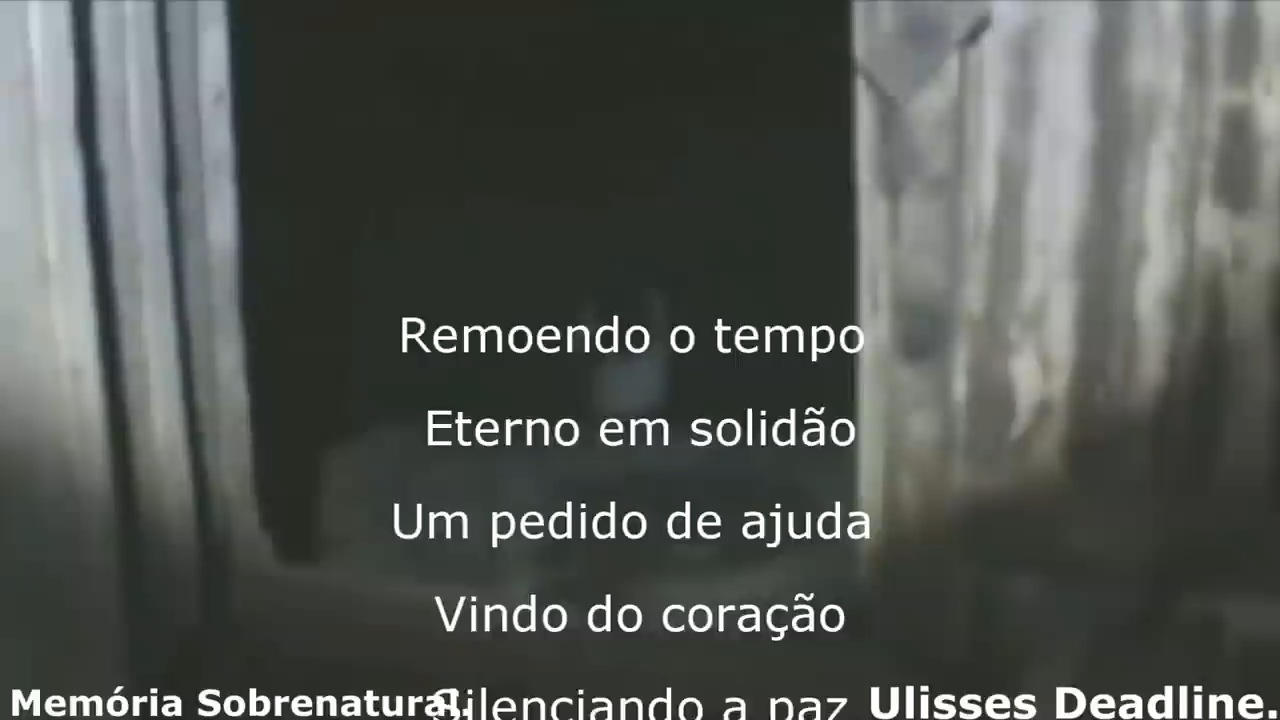 Remoendo o tempo
Eterno em solidão
Um pedido de ajuda
Vindo do coração
Silenciando a paz
Memória Sobrenatural.
Ulisses Deadline.